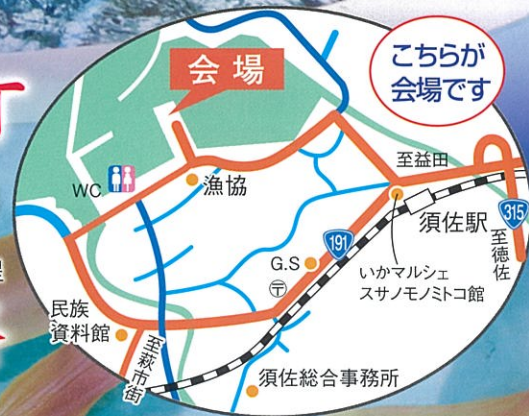 会場
こちらが
会場です
至益田
WC
漁協
須佐駅
315
至徳佐
191
G.S
いかマルシェ
スサノモノミトコ館
〒
民族
資料館
至萩市街
須佐総合事務所